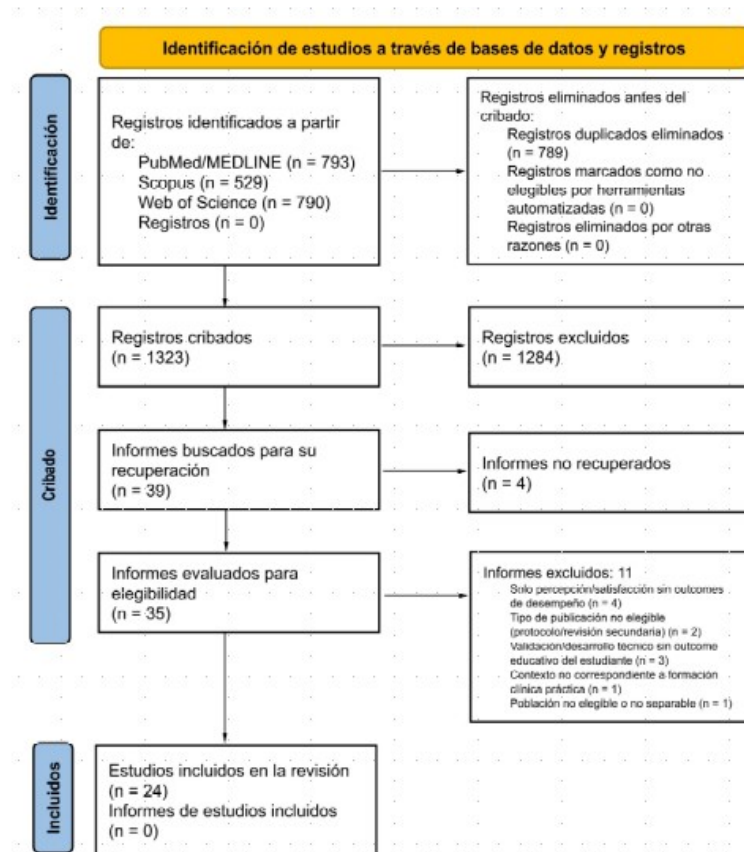 Identificación de estudios a través de bases de datos y registros
Identificación
Registros identificados a partir
de:
PubMed/MEDLINE (n = 793)
Scopus (n = 529)
Web of Science (n = 790)
Registros (n = 0)
Registros eliminados antes del
cribado:
Registros duplicados eliminados
(n = 789)
Registros marcados como no
elegibles por herramientas
automatizadas (n = 0)
Registros eliminados por otras
razones (n = 0)
Cribado
Registros cribados
(n = 1323)
Registros excluidos
(n = 1284)
Informes buscados para su
recuperación
(n = 39)
Informes no recuperados
(n = 4)
Informes evaluados para
elegibilidad
(n = 35)
Informes excluidos: 11
Solo percepción/satisfacción sin outcomes
de desempeño (n = 4)
Tipo de publicación no elegible
(protocolo/revisión secundaria) (n = 2)
Validación/desarrollo técnico sin outcome
educativo del estudiante (n = 3)
Contexto no correspondiente a formación
clínica práctica (n = 1)
Población no elegible o no separable (n = 1)
Incluidos
Estudios incluidos en la revisión
(n = 24)
Informes de estudios incluidos
(n = 0)